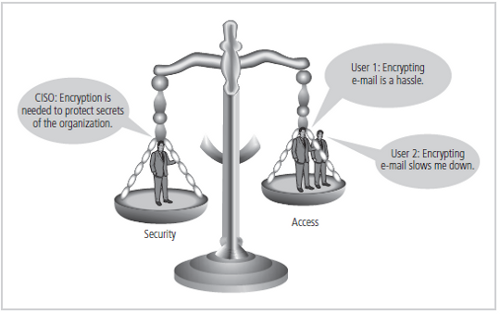 CISO: Encryption is
needed to protect secrets
of the organization.
User 1: Encrypting
e-mail is a hassle.
User 2: Encrypting
e-mail slows me down.
Security
Access